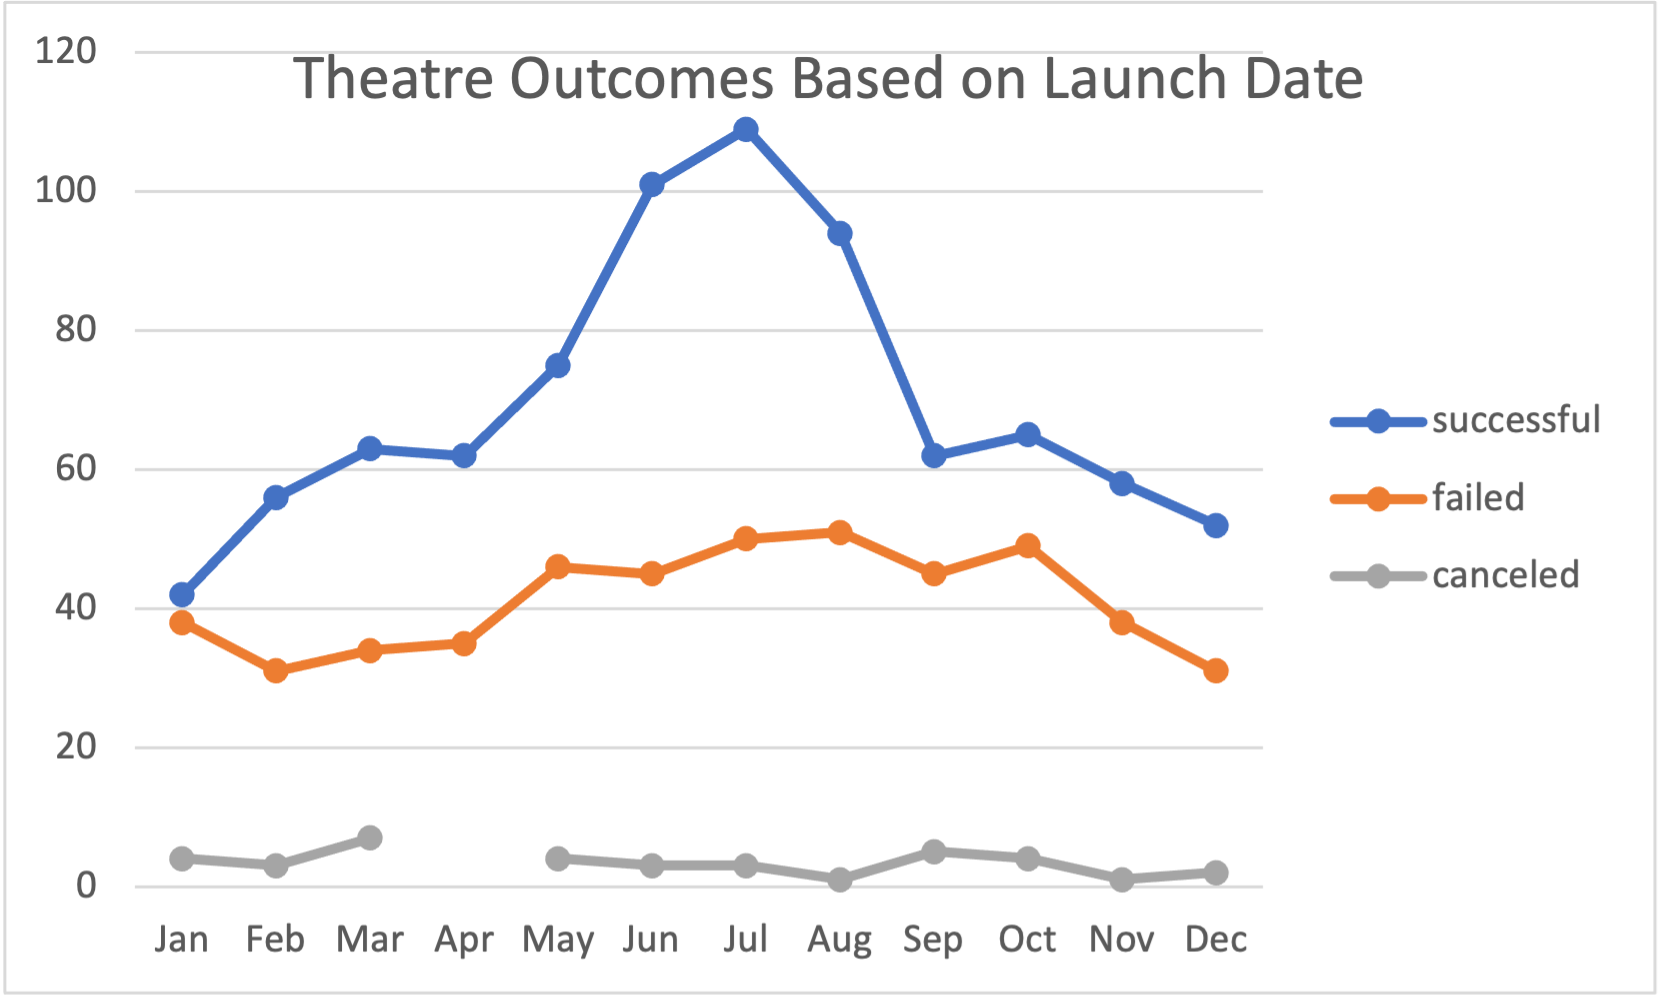 Theatre Outcomes Based on Launch Date
120
100
80
60
40
20
0
Jan Feb Mar Apr May Jun Jul Aug Sep Oct Nov Dec
successful
failed
canceled